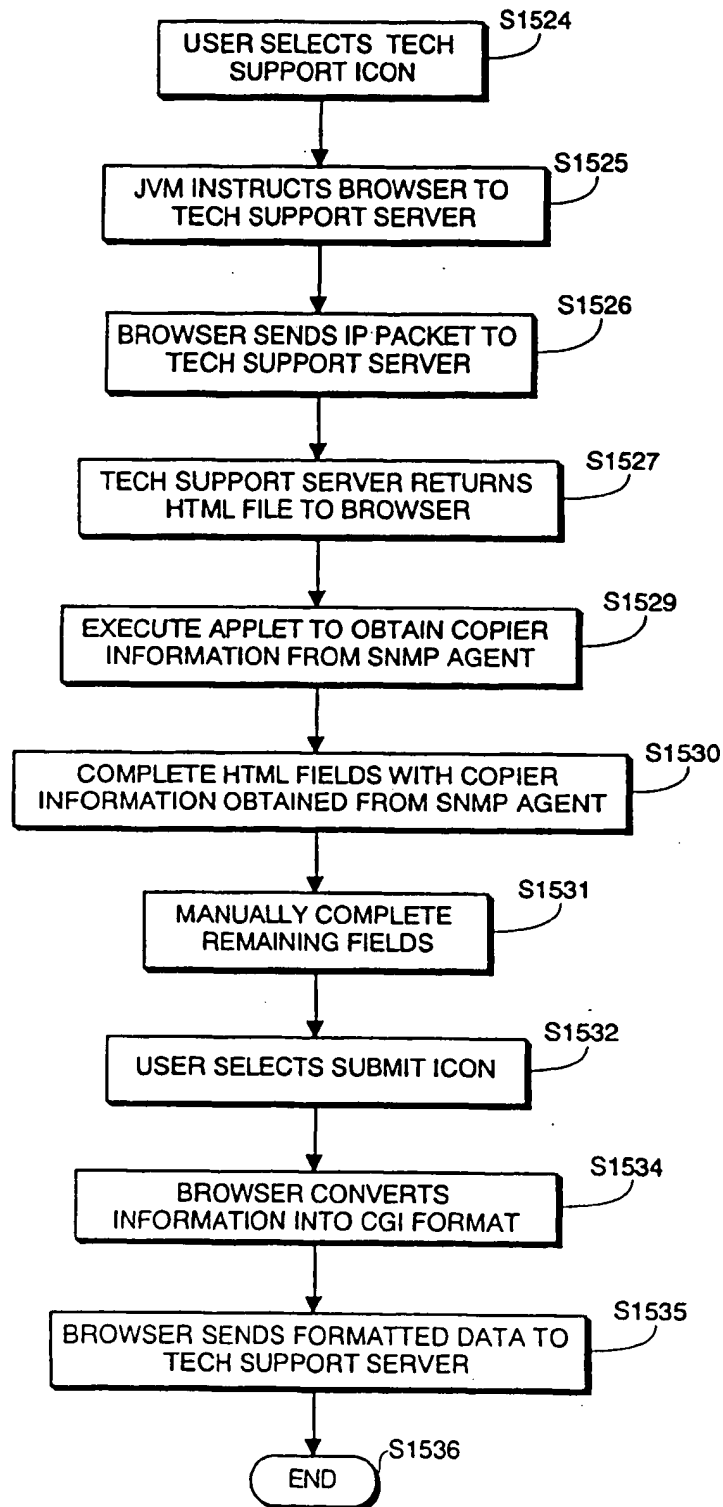 S1524
USER SELECTS TECH
SUPPORT ICON
S1525
JVM INSTRUCTS BROWSER TO
TECH SUPPORT SERVER
S1526
BROWSER SENDS IP PACKET TO
TECH SUPPORT SERVER
S1527
TECH SUPPORT SERVER RETURNS
HTML FILE TO BROWSER
S1529
EXECUTE APPLET TO OBTAIN COPIER
INFORMATION FROM SNMP AGENT
S1530
COMPLETE HTML FIELDS WITH COPIER
INFORMATION OBTAINED FROM SNMP AGENT
S1531
MANUALLY COMPLETE
REMAINING FIELDS
S1532
USER SELECTS SUBMIT ICON
S1534
BROWSER CONVERTS
INFORMATION INTO CGI FORMAT
S1535
BROWSER SENDS FORMATTED DATA TO
TECH SUPPORT SERVER
S1536
END